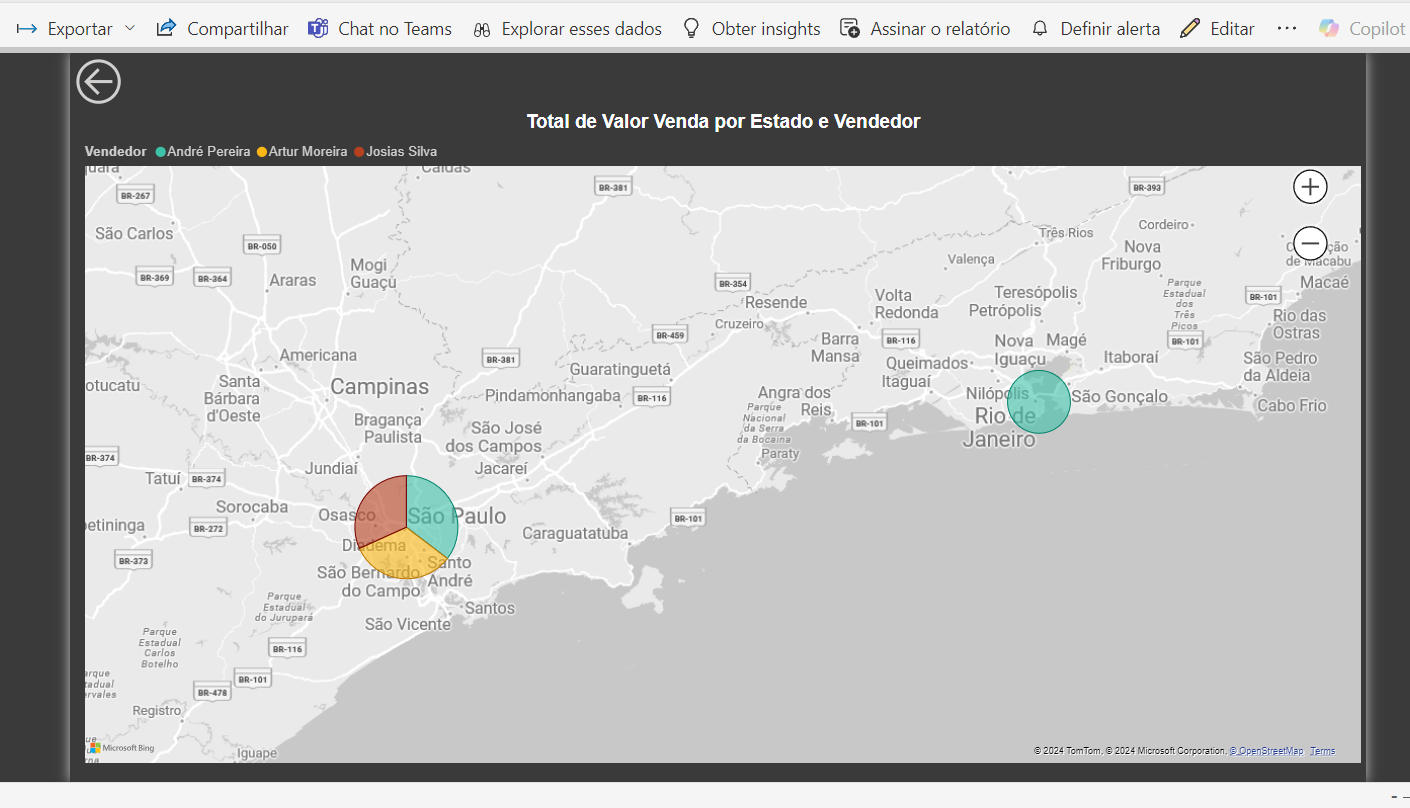 Exportar Compartilhar Chat no Teams Explorar esses dados Obter insights Assinar o relatório Definir alerta Editar ... Copilot
Total de Valor Venda por Estado e Vendedor
Vendedor André Pereira Artur Moreira Josias Silva
Caldas
BR-267
BR-381
BR-393
São Carlos
Cordeiro
Três Rios
BR-050
Nova
Friburgo
de Macabu
Valença
Mogi
Guaçu
BR-369
BR-364
Araras
BR-354
Macaé
Parque
Estadual
dos
Três
Picos
Teresópolis
Petrópolis
Volta
Redonda
BR-101
Resende
Rio das
Ostras
Cruzeiro
BR-459
Barra
Mansa
BR-116
Nova
Iguaçu
Magé
BR-101
Americana
BR-381
Itaboraí
São Pedro
da Aldeia
Guaratinguetá
Queimados
Itaguaí
Santa
Bárbara
d'Oeste
Campinas
Pindamonhangaba
BR-116
Angra dos
Reis
Nilópolis
São Gonçalo
Cabo Frio
Parque
Nacional
da Serra
da Bocaina
Paraty
BR-101
Rio de
Janeiro
Bragança
Paulista
São José
dos Campos
BR-374
Jundiaí
Jacareí
Tatuí
BR-374
Sorocaba
Osasco
São Paulo
BR-101
BR-272
Caraguatatuba
BR-373
Diadema
Santo
André
São Bernardo
do Campo
Parque
Estadual
do Jurupará
Santos
São Vicente
Parque
Estadual
Carlos
Botelho
BR-116
BR-101
BR-478
Registro
Iguape
Microsoft Bing
© 2024 TomTom, © 2024 Microsoft Corporation, © OpenStreetMap Terms